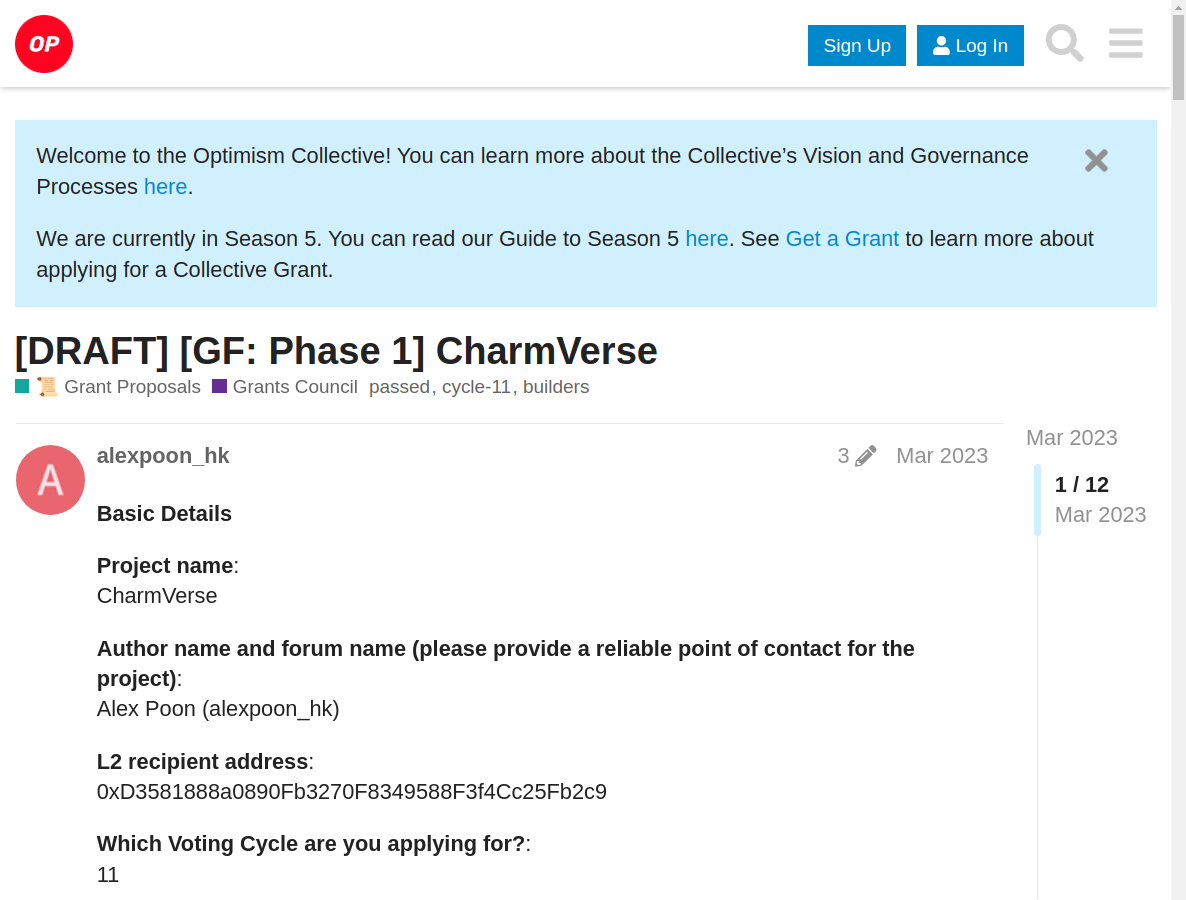 OP
Sign Up
Log In
Welcome to the Optimism Collective! You can learn more about the Collective’s Vision and Governance
Processes here.
We are currently in Season 5. You can read our Guide to Season 5 here. See Get a Grant to learn more about
applying for a Collective Grant.
[DRAFT] [GF: Phase 1] CharmVerse
Grant Proposals Grants Council passed, cycle-11, builders
A
alexpoon_hk
3
Mar 2023
Mar 2023
1 / 12
Mar 2023
Basic Details
Project name:
CharmVerse
Author name and forum name (please provide a reliable point of contact for the
project):
Alex Poon (alexpoon_hk)
L2 recipient address:
0xD3581888a0890Fb3270F8349588F3f4Cc25Fb2c9
Which Voting Cycle are you applying for?:
11